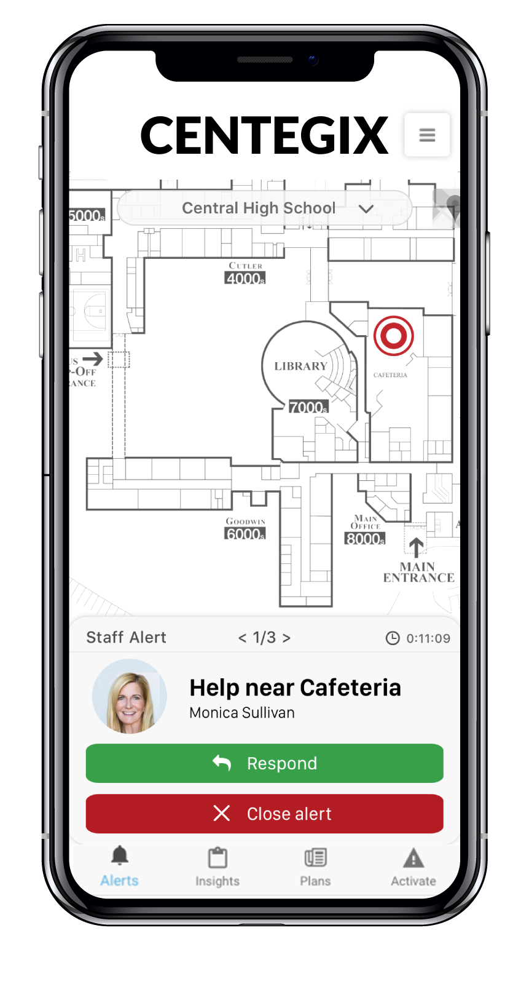 CENTEGIX
Central High School
5000s
H
CUTLER
4000s
US
P-OFF
RANCE
LIBRARY
CAFETERIA
7000s
GOODWIN
6000s
MAIN
OFFICE
8000s
A
MAIN
ENTRANCE
Staff Alert < 1/3 > 0:11:09
Help near Cafeteria
Monica Sullivan
Respond
Close alert
Alerts Insights Plans Activate